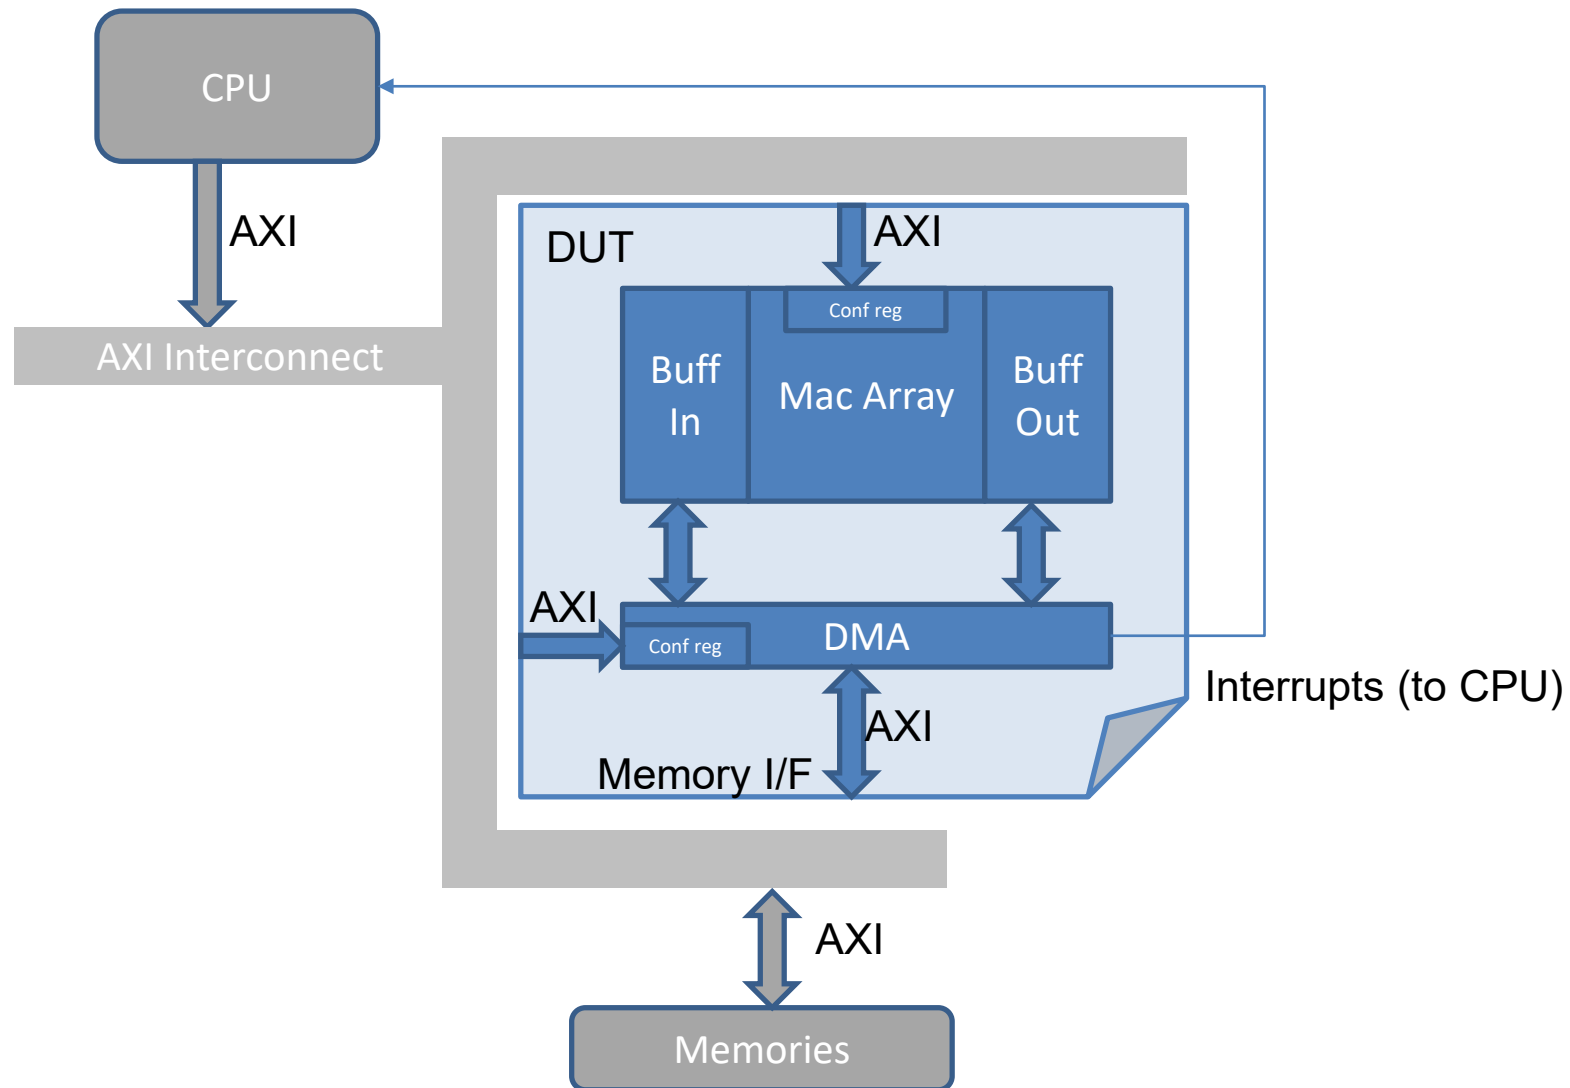 CPU
AXI
AXI Interconnect
DUT
AXI
Conf reg
Buff
In
Mac Array
Buff
Out
AXI
Conf reg
DMA
Interrupts (to CPU)
AXI
Memory I/F
AXI
Memories